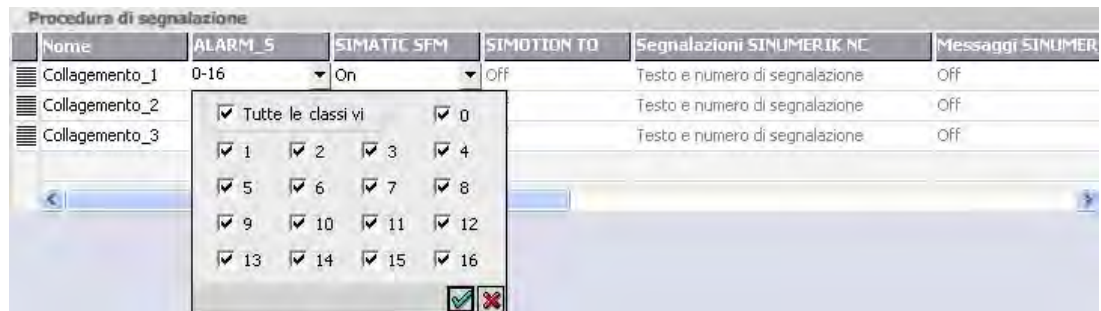 Procedura di segnalazione
Nome ALARM_S SIMATIC SFM SIMOTION TO Segnalazioni SINUMERIK NC Messaggi SINUMER
Collagemento_1 0-16 On Off Testo e numero di segnalazione Off
Collagemento_2 Testo e numero di segnalazione Off
Collagemento_3 Testo e numero di segnalazione Off
Tutte le classi vi 0
1 2 3 4
5 6 7 8
9 10 11 12
13 14 15 16